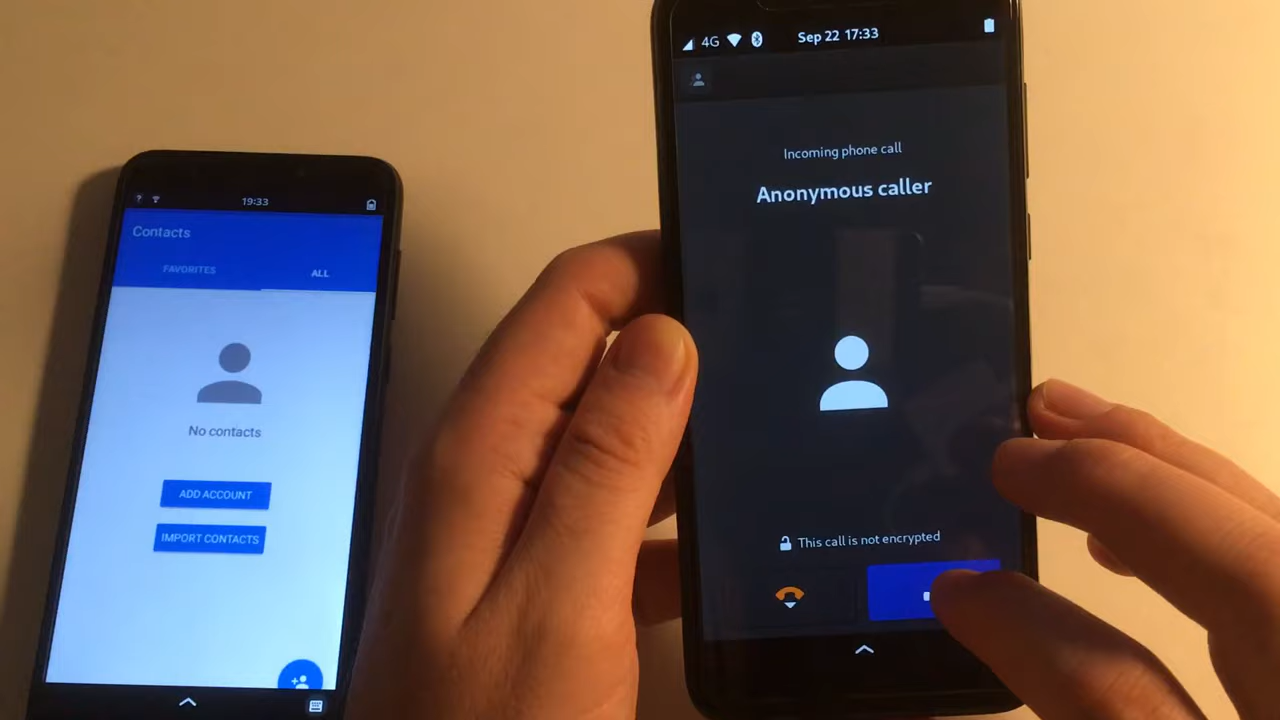 19:33
Contacts
FAVORITES
ALL
No contacts
ADD ACCOUNT
IMPORT CONTACTS
4G
Sep 22 17:33
Incoming phone call
Anonymous caller
This call is not encrypted